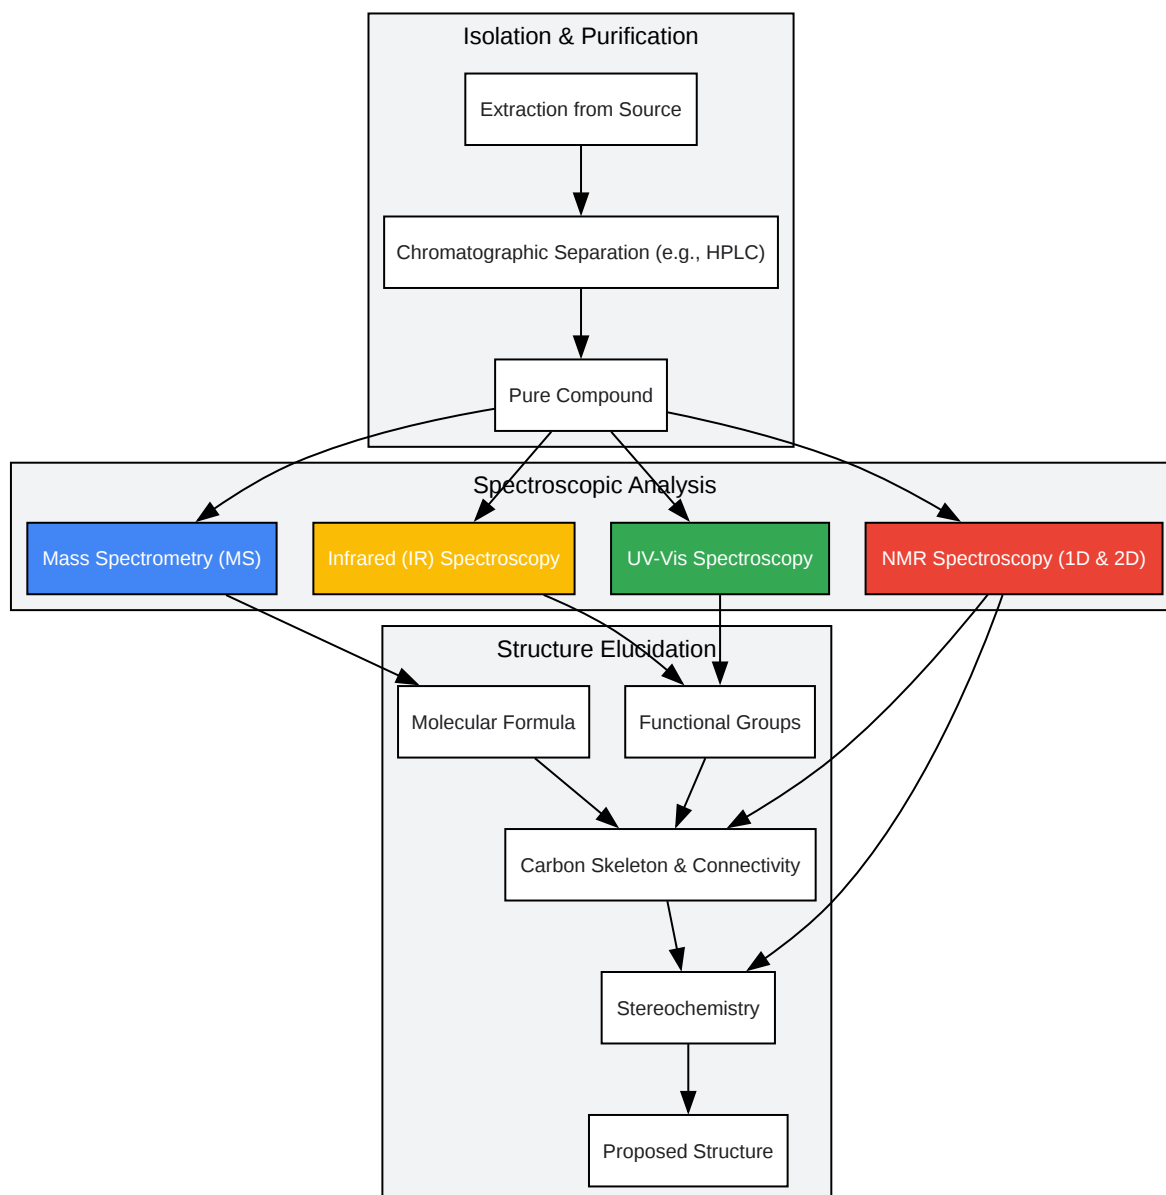 Isolation & Purification
Extraction from Source
Chromatographic Separation (e.g., HPLC)
Pure Compound
Spectroscopic Analysis
Mass Spectrometry (MS)
Infrared (IR) Spectroscopy
UV-Vis Spectroscopy
NMR Spectroscopy (1D & 2D)
Structure Elucidation
Molecular Formula
Functional Groups
Carbon Skeleton & Connectivity
Stereochemistry
Proposed Structure